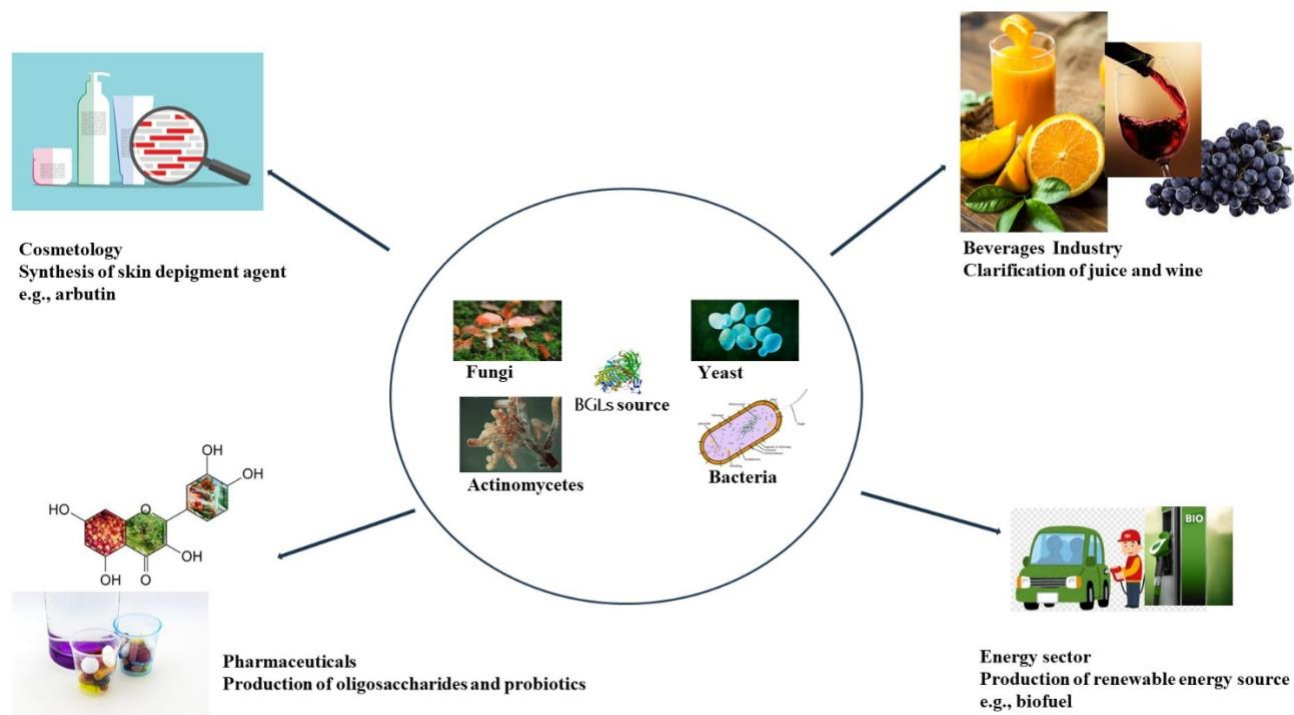 Cosmetology
Synthesis of skin depigment agent
e.g., arbutin
Beverages Industry
Clarification of juice and wine
Fungi
Yeast
BGLs source
Actinomycetes
Bacteria
OH
OH
HO
O
OH
OH
O
BIO
Pharmaceuticals
Production of oligosaccharides and probiotics
Energy sector
Production of renewable energy source
e.g., biofuel